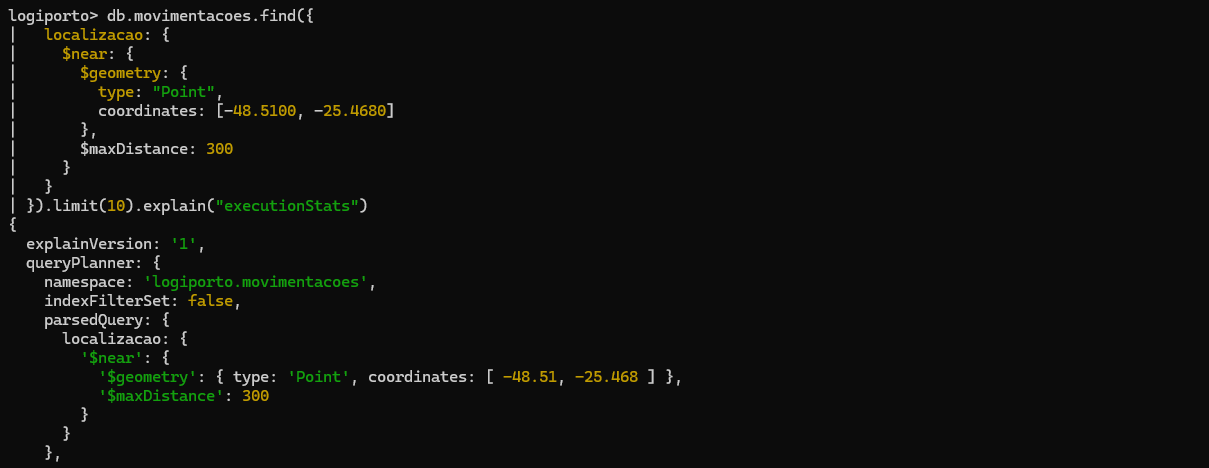 logiporto> db.movimentacoes.find({
|   localizacao: {
|     $near: {
|       $geometry: {
|         type: "Point",
|         coordinates: [-48.5100, -25.4680]
|       },
|       $maxDistance: 300
|     }
|   }
| }).limit(10).explain("executionStats")
{
  explainVersion: '1',
  queryPlanner: {
    namespace: 'logiporto.movimentacoes',
    indexFilterSet: false,
    parsedQuery: {
      localizacao: {
        '$near': {
          '$geometry': { type: 'Point', coordinates: [ -48.51, -25.468 ] },
          '$maxDistance': 300
        }
      }
    },